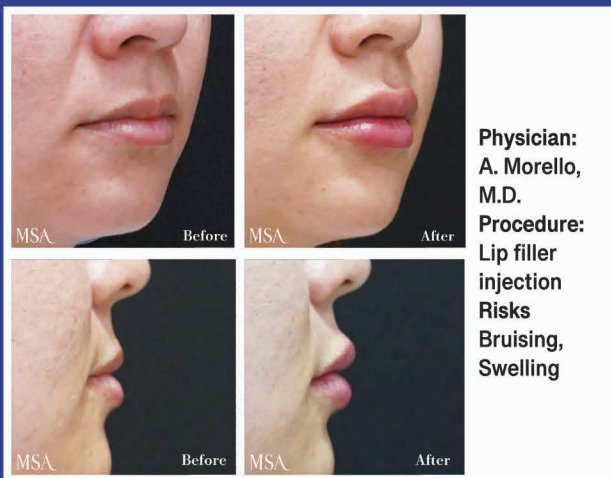 MSA Before
MSA After
MSA Before
MSA After
Physician:
A. Morello,
M.D.
Procedure:
Lip filler
injection
Risks
Bruising,
Swelling